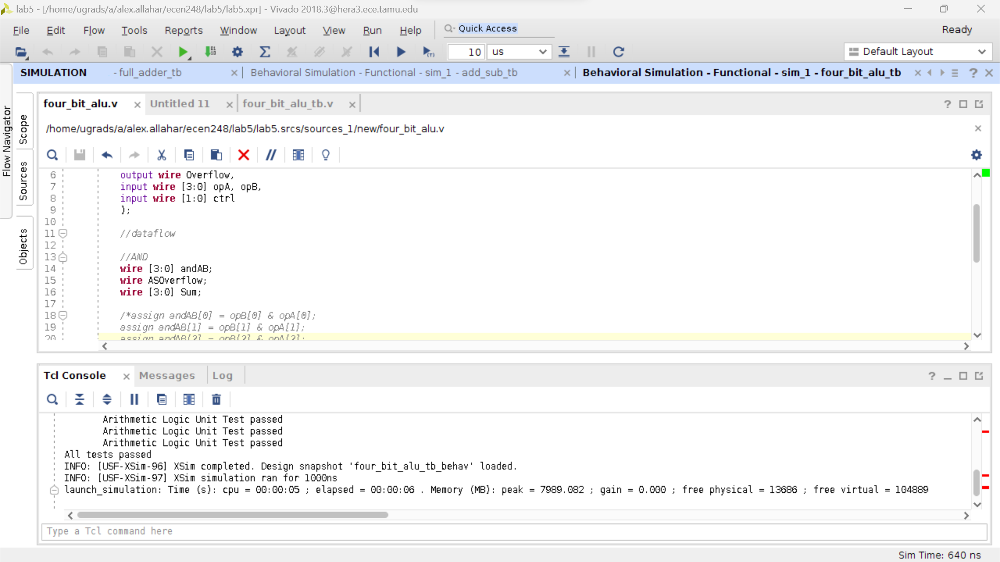 lab5 - [/home/ugrads/a/alex.allahar/ecen248/lab5/lab5.xpr] - Vivado 2018.3@hera3.ece.tamu.edu
File Edit Flow Tools Reports Window Layout View Run Help Quick Access Ready
10 us Default Layout
SIMULATION - full_adder_tb Behavioral Simulation - Functional - sim_1 - add_sub_tb Behavioral Simulation - Functional - sim_1 - four_bit_alu_tb
Flow Navigator
Scope
Sources
Objects
four_bit_alu.v Untitled 11 four_bit_alu_tb.v
/home/ugrads/a/alex.allahar/ecen248/lab5/lab5.srcs/sources_1/new/four_bit_alu.v
6 output wire Overflow,
7 input wire [3:0] opA, opB,
8 input wire [1:0] ctrl
9 );
10
11 //dataflow
12
13 //AND
14 wire [3:0] andAB;
15 wire ASOverflow;
16 wire [3:0] Sum;
17
18 /*assign andAB[0] = opB[0] & opA[0];
19 assign andAB[1] = opB[1] & opA[1];
20 assign andAB[2] = opB[2] & opA[2];
Tcl Console Messages Log
Arithmetic Logic Unit Test passed
Arithmetic Logic Unit Test passed
Arithmetic Logic Unit Test passed
All tests passed
INFO: [USF-XSim-96] XSim completed. Design snapshot 'four_bit_alu_tb_behav' loaded.
INFO: [USF-XSim-97] XSim simulation ran for 1000ns
launch_simulation: Time (s): cpu = 00:00:05 ; elapsed = 00:00:06 . Memory (MB): peak = 7989.082 ; gain = 0.000 ; free physical = 13686 ; free virtual = 104889
Type a Tcl command here
Sim Time: 640 ns